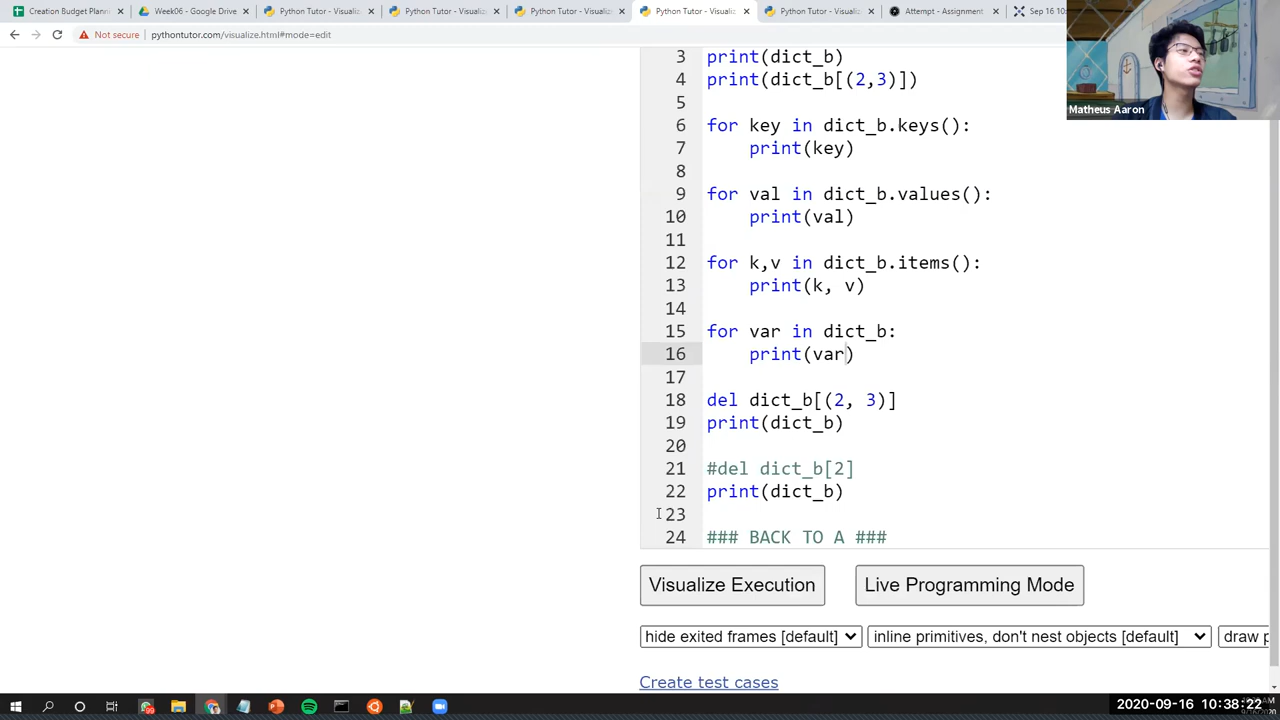 Creation Budget Plann
Week06 - Google Drive
Python Tutor - Visualiz
Python Tutor - Visualiz
Python Tutor - Visualiz
Python Tutor - Visualiz
Python Tutor - Visualiz
Attempt - Assignment
Sep 16 10:
Not secure | pythontutor.com/visualize.html#mode=edit
Matheus Aaron
3 print(dict_b)
4 print(dict_b[(2,3)])
5
6 for key in dict_b.keys():
7     print(key)
8
9 for val in dict_b.values():
10     print(val)
11
12 for k,v in dict_b.items():
13     print(k, v)
14
15 for var in dict_b:
16     print(var)
17
18 del dict_b[(2, 3)]
19 print(dict_b)
20
21 #del dict_b[2]
22 print(dict_b)
23
24 ### BACK TO A ###
Visualize Execution
Live Programming Mode
hide exited frames [default]
inline primitives, don't nest objects [default]
draw p
Create test cases
2020-09-16 10:38:22